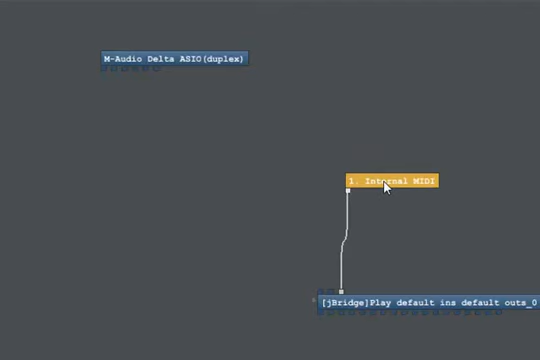 M-Audio Delta ASIO(duplex)
1. Internal MIDI
[jBridge]Play default ins default outs_0